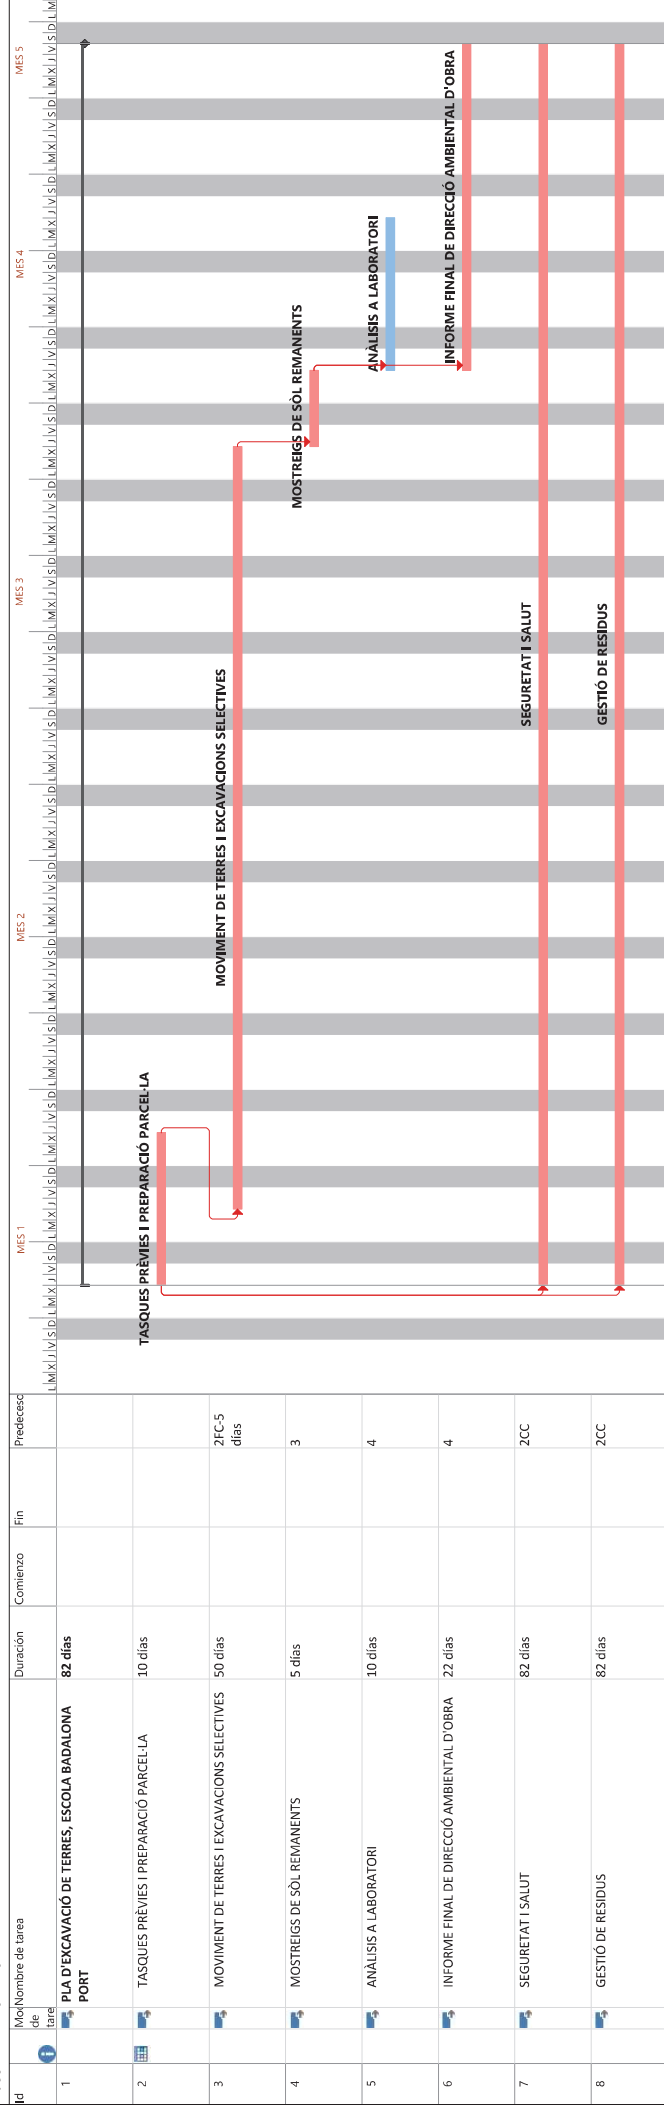 Id
Moc
de
tare
Nombre de tarea
Duración
Comienzo
Fin
Predeceso
MES 1
MES 2
MES 3
MES 4
MES 5
1
PLA D'EXCAVACIÓ DE TERRES, ESCOLA BADALONA
PORT
82 días
2
TASQUES PRÈVIES I PREPARACIÓ PARCEL·LA
10 días
TASQUES PRÈVIES I PREPARACIÓ PARCEL·LA
3
MOVIMENT DE TERRES I EXCAVACIONS SELECTIVES
50 días
2FC-5
días
MOVIMENT DE TERRES I EXCAVACIONS SELECTIVES
4
MOSTREIGS DE SÒL REMANENTS
5 días
3
MOSTREIGS DE SÒL REMANENTS
5
ANÀLISIS A LABORATORI
10 días
4
ANÀLISIS A LABORATORI
6
INFORME FINAL DE DIRECCIÓ AMBIENTAL D'OBRA
22 días
4
INFORME FINAL DE DIRECCIÓ AMBIENTAL D'OBRA
7
SEGURETAT I SALUT
82 días
2CC
SEGURETAT I SALUT
8
GESTIÓ DE RESIDUS
82 días
2CC
GESTIÓ DE RESIDUS